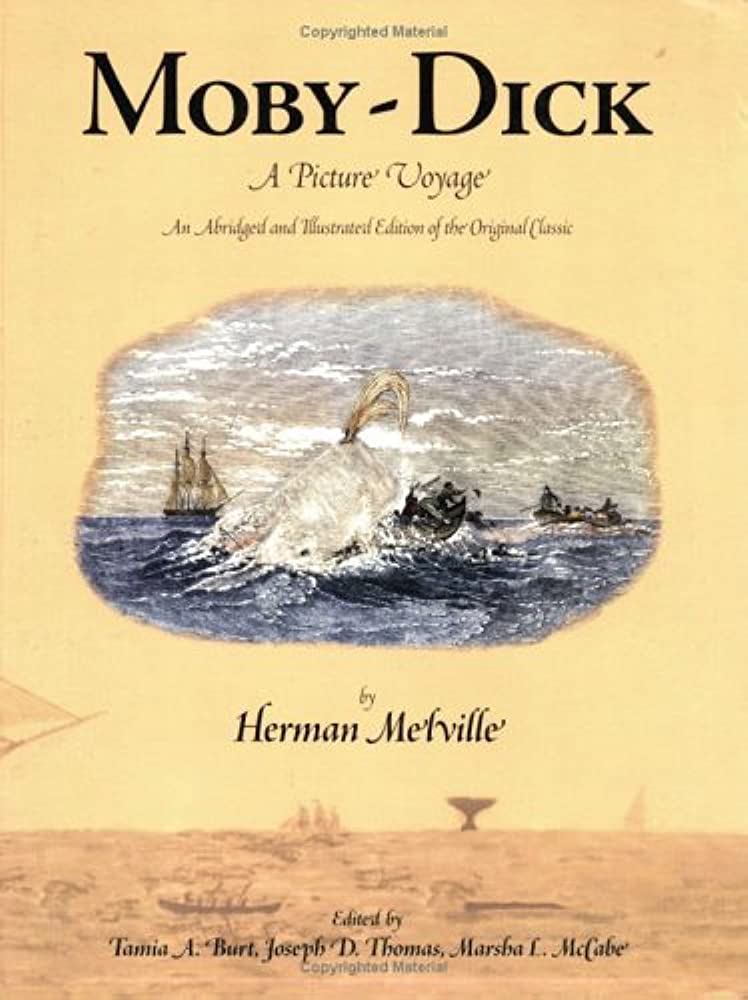 Copyrighted Material
MOBY-DICK
A Picture Voyage
An Abridged and Illustrated Edition of the Original Classic
by
Herman Melville
Edited by
Tamia A. Burt, Joseph D. Thomas, Marsha L. McCabe
Copyrighted Material